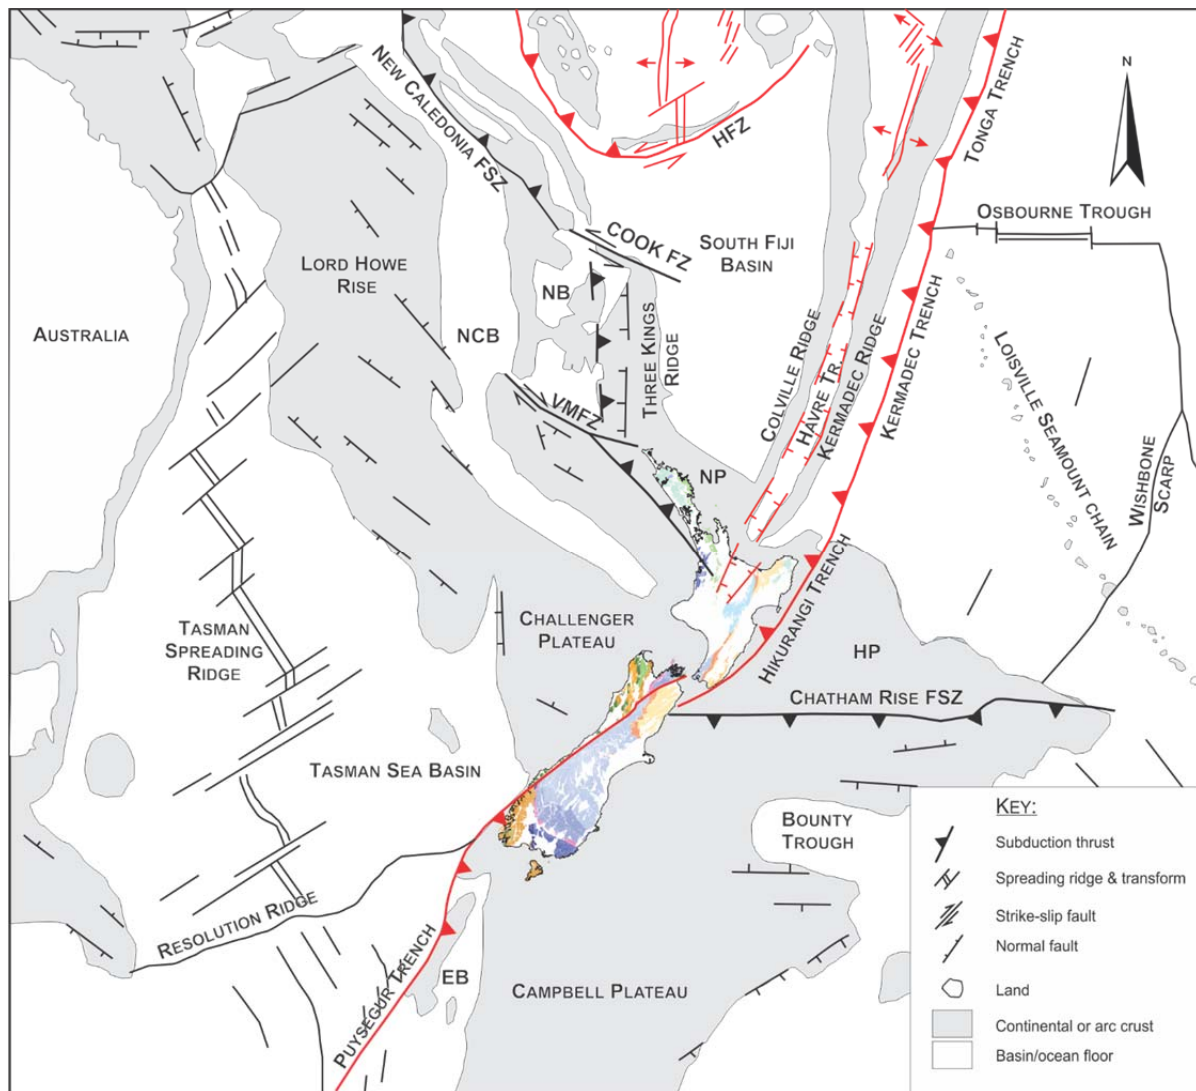 N
NEW CALEDONIA FSZ
HFZ
TONGA TRENCH
OSBOURNE TROUGH
COOK FZ
SOUTH FIJI
BASIN
LORD HOWE
RISE
NB
AUSTRALIA
NCB
THREE KINGS
RIDGE
COLVILLE RIDGE
HAVRE TR.
KERMADEC RIDGE
KERMADEC TRENCH
LOISVILLE SEAMOUNT CHAIN
WISHBONE
SCARP
VMFZ
NP
HIKURANGI TRENCH
CHALLENGER
PLATEAU
TASMAN
SPREADING
RIDGE
HP
CHATHAM RISE FSZ
TASMAN SEA BASIN
BOUNTY
TROUGH
RESOLUTION RIDGE
PUYSEGUR TRENCH
EB
CAMPBELL PLATEAU
KEY:
Subduction thrust
Spreading ridge & transform
Strike-slip fault
Normal fault
Land
Continental or arc crust
Basin/ocean floor